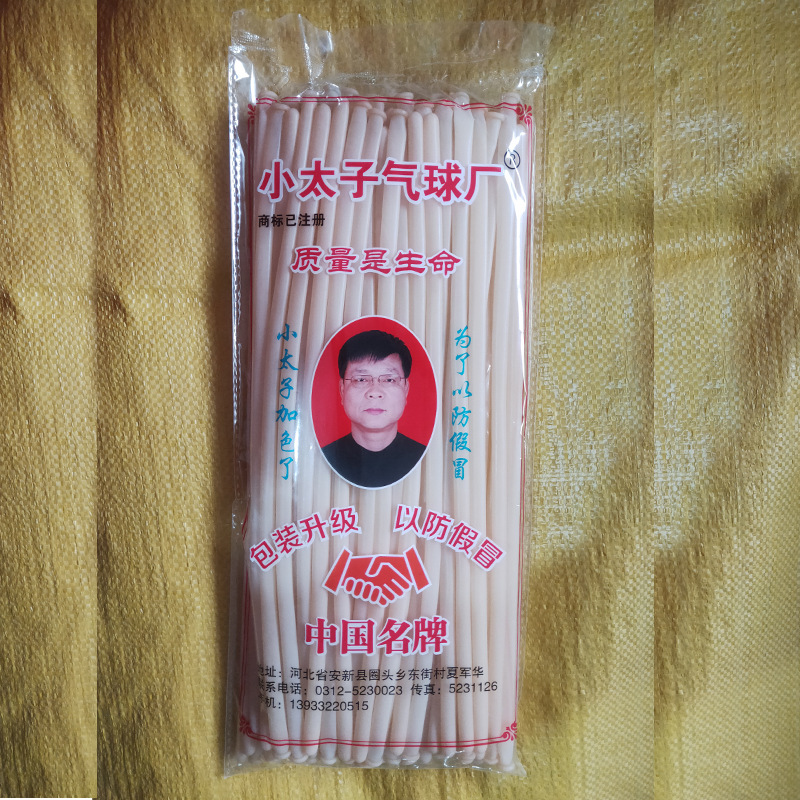 小太子气球厂®
商标已注册
质量是生命
小太子加色了
为了以防假冒
包装升级 以防假冒
中国名牌
地址：河北省安新县圈头乡东街村夏军华
联系电话：0312-5230023 传真：5231126
手机：13933220515